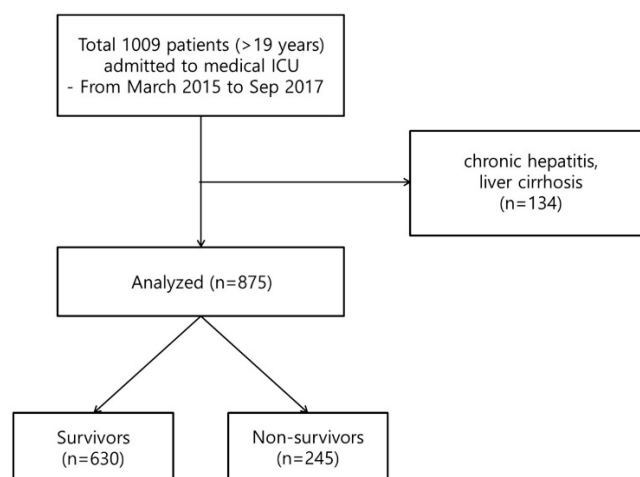 Total 1009 patients (>19 years)
admitted to medical ICU
- From March 2015 to Sep 2017
chronic hepatitis,
liver cirrhosis
(n=134)
Analyzed (n=875)
Survivors
(n=630)
Non-survivors
(n=245)